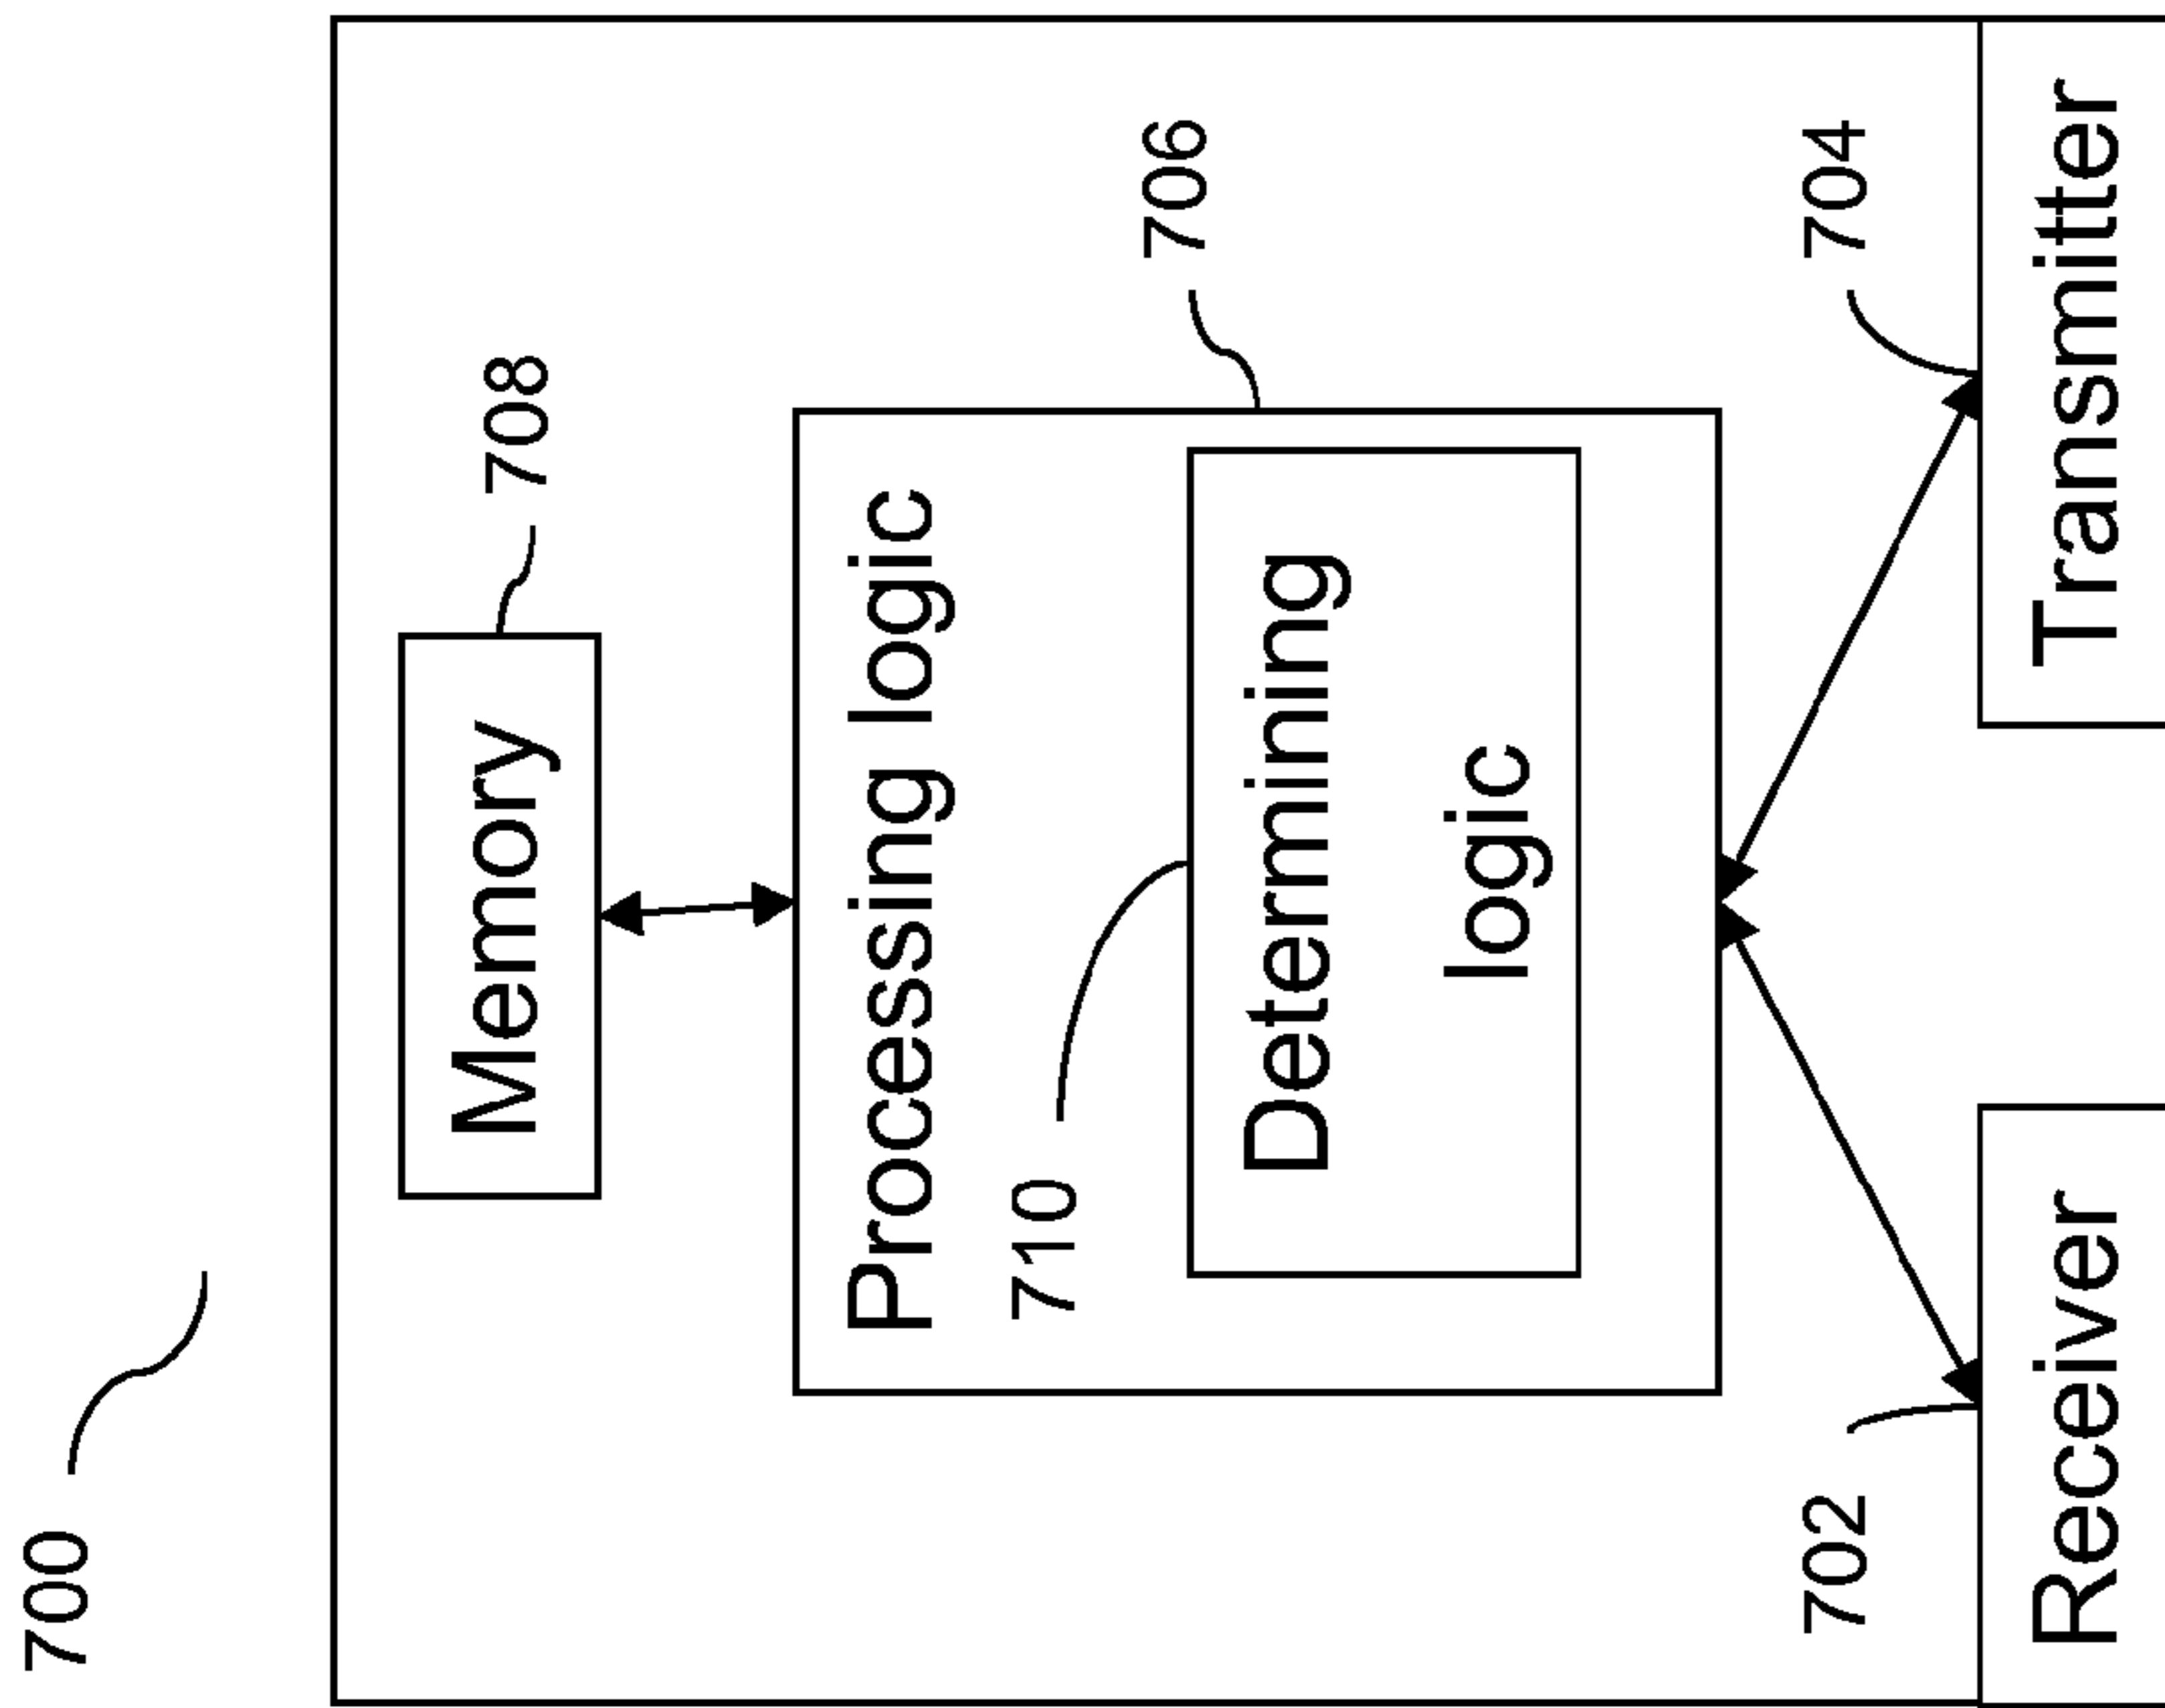 700
Memory
708
Processing logic
706
710
Determining
logic
702
704
Receiver
Transmitter